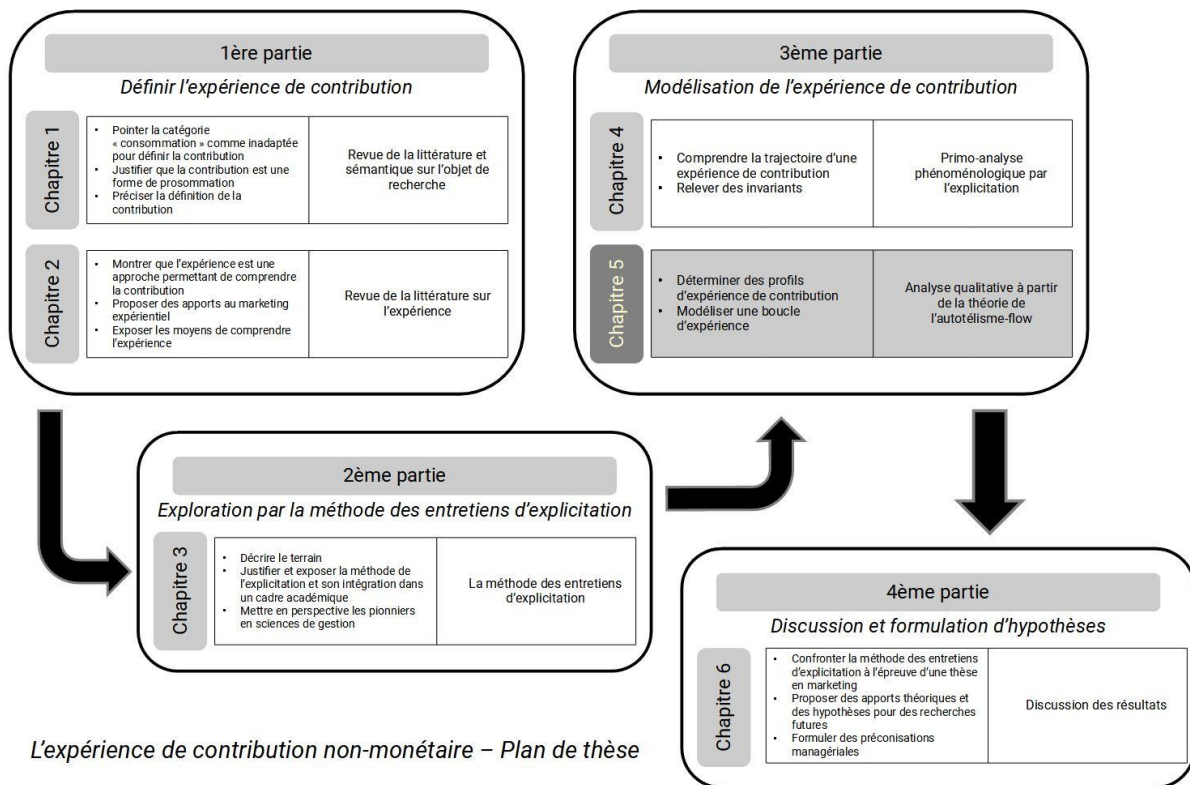 1ère partie
Définir l'expérience de contribution
Chapitre 1
▪ Pointer la catégorie
« consommation » comme inadaptée
pour définir la contribution
▪ Justifier que la contribution est une
forme de prosommation
▪ Préciser la définition de la
contribution
Revue de la littérature et
sémantique sur l'objet de
recherche
Chapitre 2
▪ Montrer que l'expérience est une
approche permettant de comprendre
la contribution
▪ Proposer des apports au marketing
expérientiel
▪ Exposer les moyens de comprendre
l'expérience
Revue de la littérature sur
l'expérience
2ème partie
Exploration par la méthode des entretiens d'explicitation
Chapitre 3
▪ Décrire le terrain
▪ Justifier et exposer la méthode de
l'explicitation et son intégration dans
un cadre académique
▪ Mettre en perspective les pionniers
en sciences de gestion
La méthode des entretiens
d'explicitation
3ème partie
Modélisation de l'expérience de contribution
Chapitre 4
• Comprendre la trajectoire d'une
expérience de contribution
• Relever des invariants
Primo-analyse
phénoménologique par
l'explicitation
Chapitre 5
• Déterminer des profils
d'expérience de contribution
• Modéliser une boucle
d'expérience
Analyse qualitative à partir
de la théorie de
l'autotélisme-flow
4ème partie
Discussion et formulation d'hypothèses
Chapitre 6
▪ Confronter la méthode des entretiens
d'explicitation à l'épreuve d'une thèse
en marketing
▪ Proposer des apports théoriques et
des hypothèses pour des recherches
futures
▪ Formuler des préconisations
managériales
Discussion des résultats
L'expérience de contribution non-monétaire – Plan de thèse